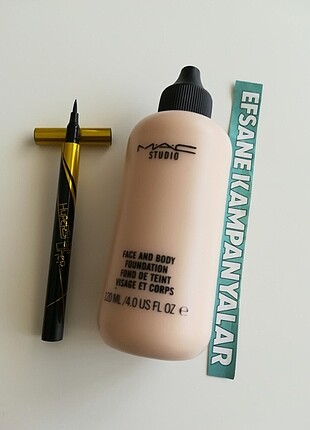 M·A·C
STUDIO
FACE AND BODY
FOUNDATION
FOND DE TEINT
VISAGE ET CORPS
120 ML/4.0 US FL OZ e
EFSANE KAMPANYALAR